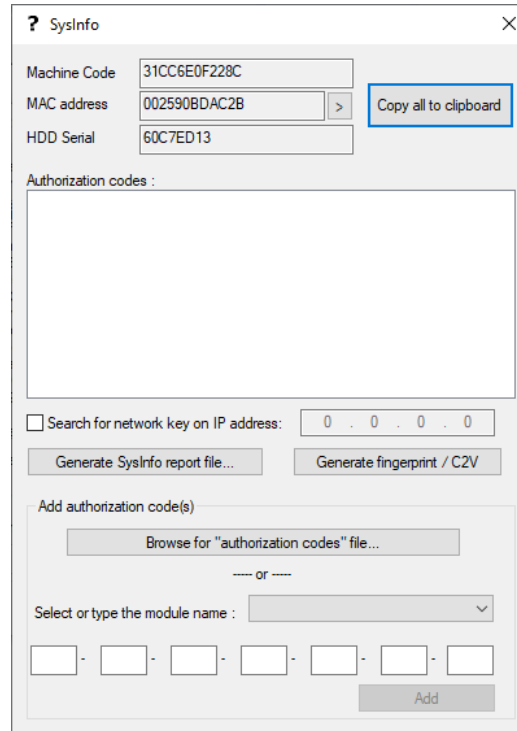 ? SysInfo
Machine Code 31CC6E0F228C
MAC address 002590BDAC2B > Copy all to clipboard
HDD Serial 60C7ED13
Authorization codes :
Search for network key on IP address: 0 . 0 . 0 . 0
Generate SysInfo report file... Generate fingerprint / C2V
Add authorization code(s)
Browse for "authorization codes" file...
----- or -----
Select or type the module name :
- - - - - -
Add